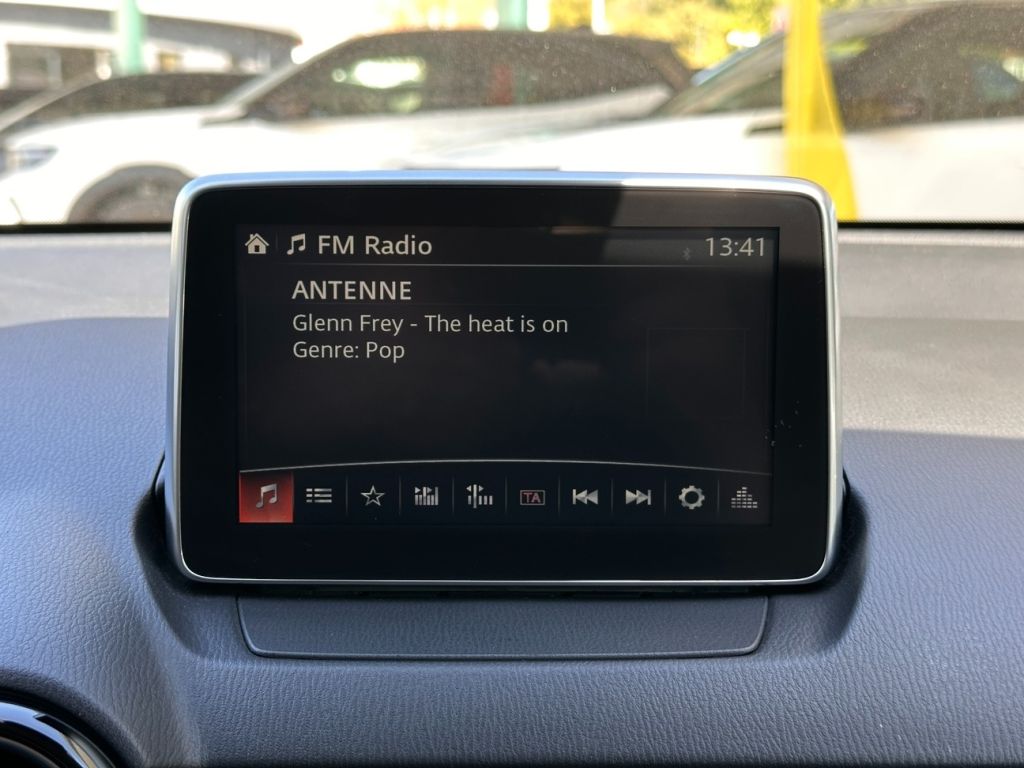 FM Radio 13:41
ANTENNE
Glenn Frey - The heat is on
Genre: Pop
TA